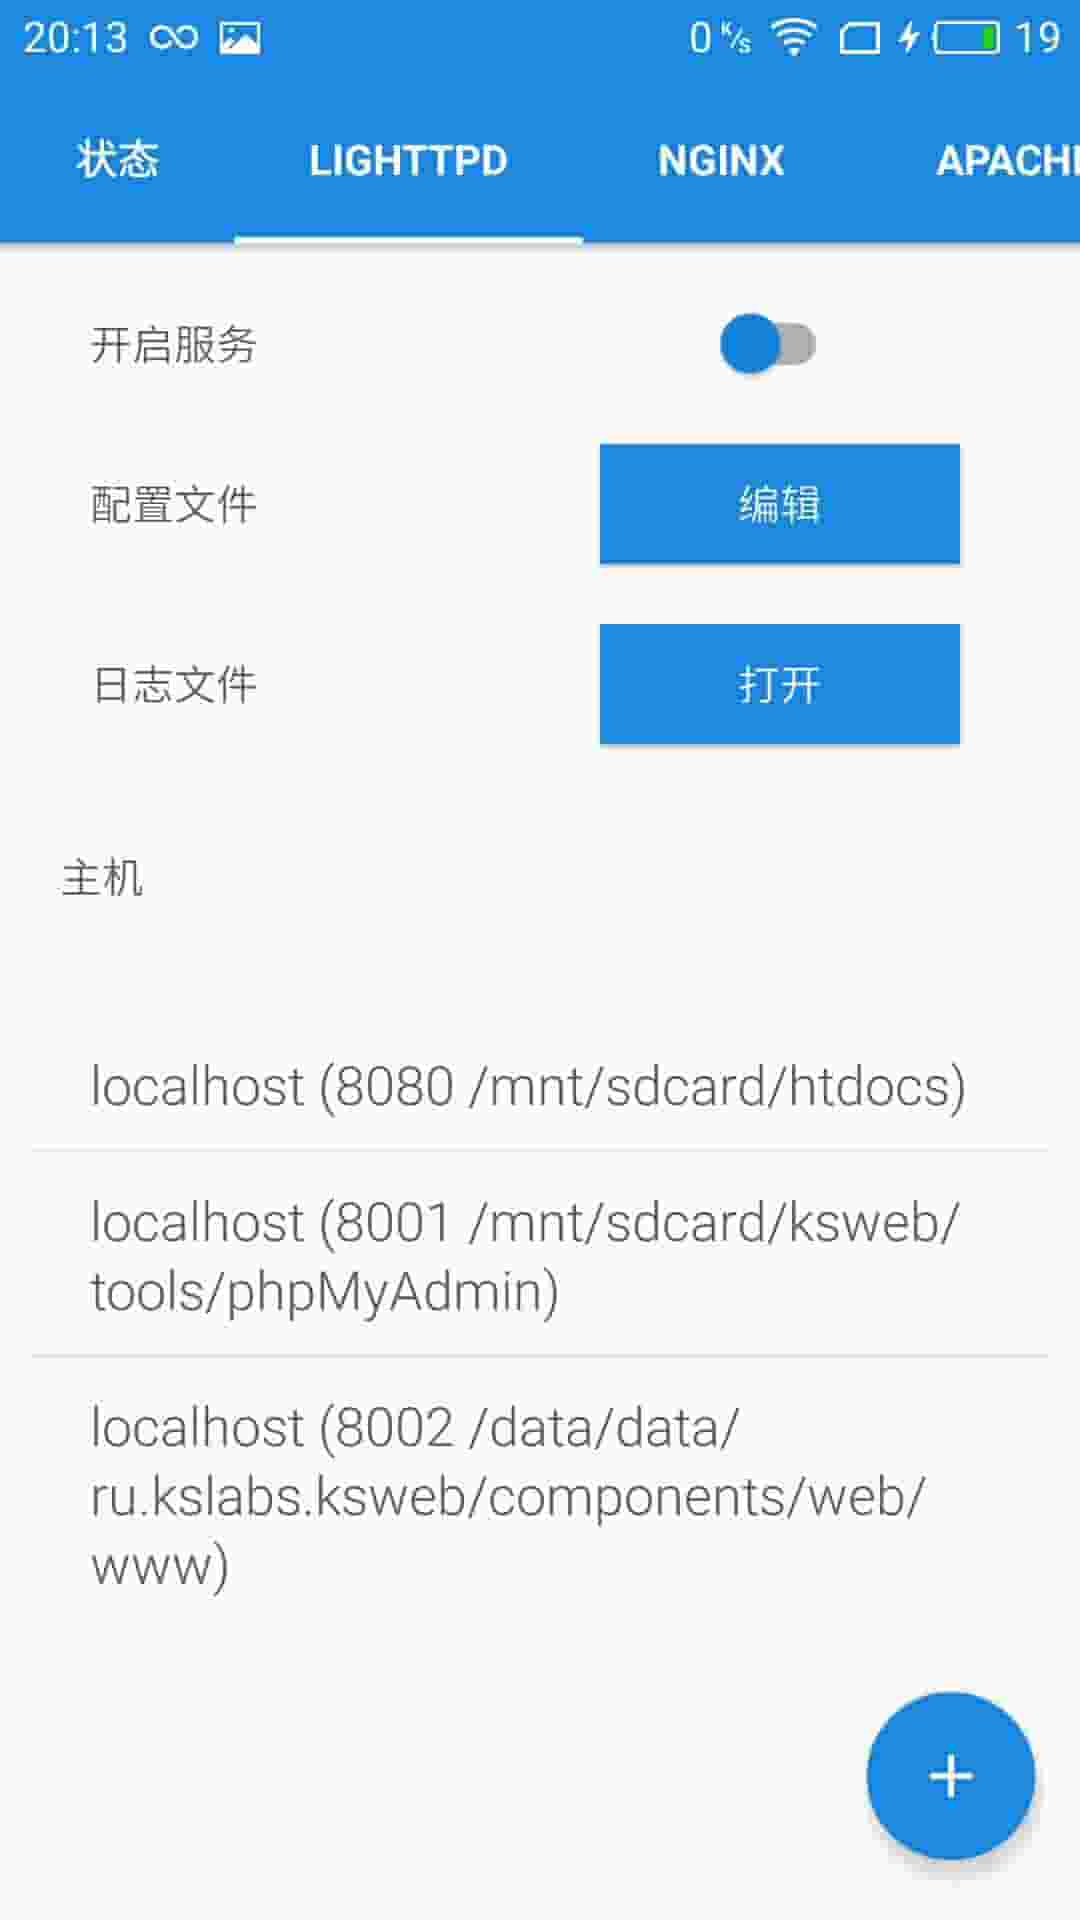 20:13 0 K/s 19
状态 LIGHTTPD NGINX APACH
开启服务
配置文件 编辑
日志文件 打开
主机
localhost (8080 /mnt/sdcard/htdocs)
localhost (8001 /mnt/sdcard/ksweb/
tools/phpMyAdmin)
localhost (8002 /data/data/
ru.kslabs.ksweb/components/web/
www)